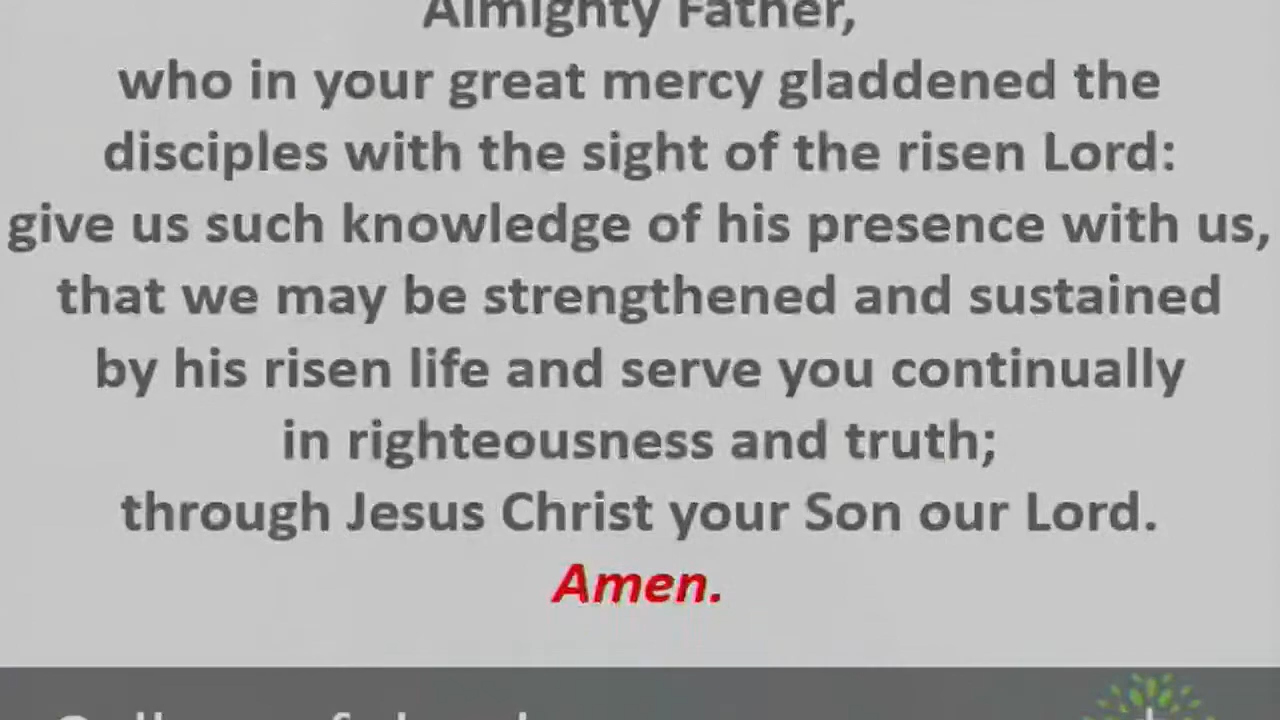 Almighty Father,
who in your great mercy gladdened the
disciples with the sight of the risen Lord:
give us such knowledge of his presence with us,
that we may be strengthened and sustained
by his risen life and serve you continually
in righteousness and truth;
through Jesus Christ your Son our Lord.
Amen.